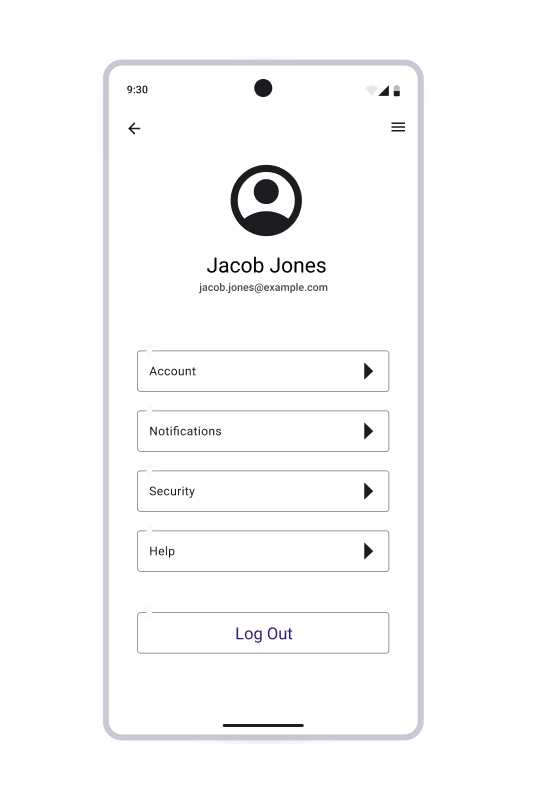 9:30
Jacob Jones
jacob.jones@example.com
Account
Notifications
Security
Help
Log Out